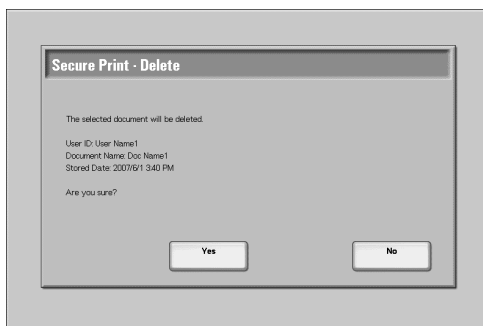 Secure Print - Delete
The selected document will be deleted.
User ID: User Name1
Document Name: Doc Name1
Stored Date: 2007/6/1 3:40 PM
Are you sure?
Yes
No